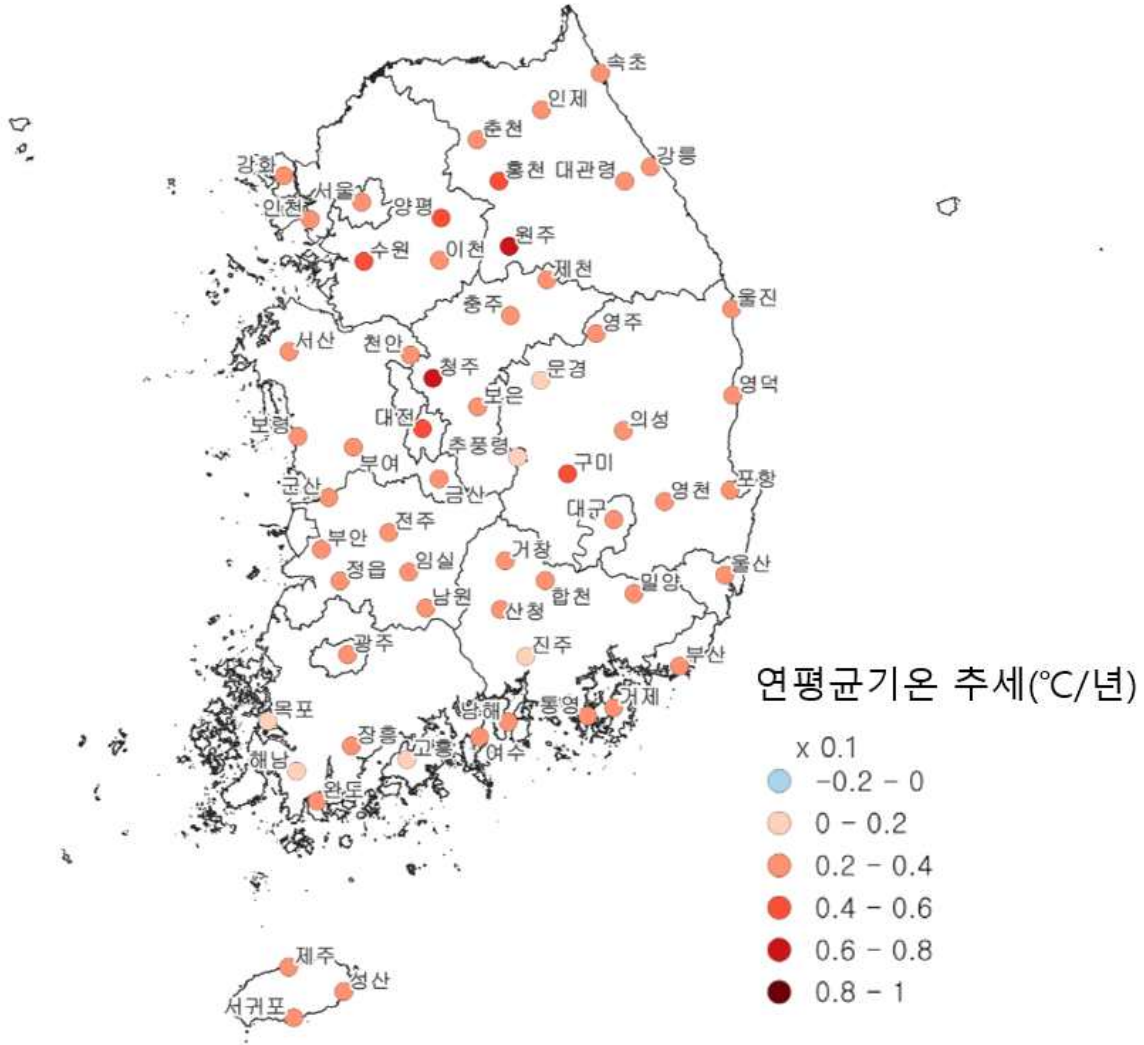 속초
인제
춘천
강릉
홍천 대관령
강화
서울
양평
인천
원주
수원
이천
제천
충주
울진
영주
서산
천안
청주
문경
보은
영덕
대전
의성
보령
추풍령
부여
구미
금산
군산
영천
포항
대구
전주
부안
거창
임실
정읍
합천
밀양
울산
남원
산청
광주
진주
부산
연평균기온 추세(℃/년)
거제
통영
남해
목포
장흥
고흥
여수
해남
완도
x 0.1
-0.2 - 0
0 - 0.2
0.2 - 0.4
0.4 - 0.6
0.6 - 0.8
0.8 - 1
제주
성산
서귀포